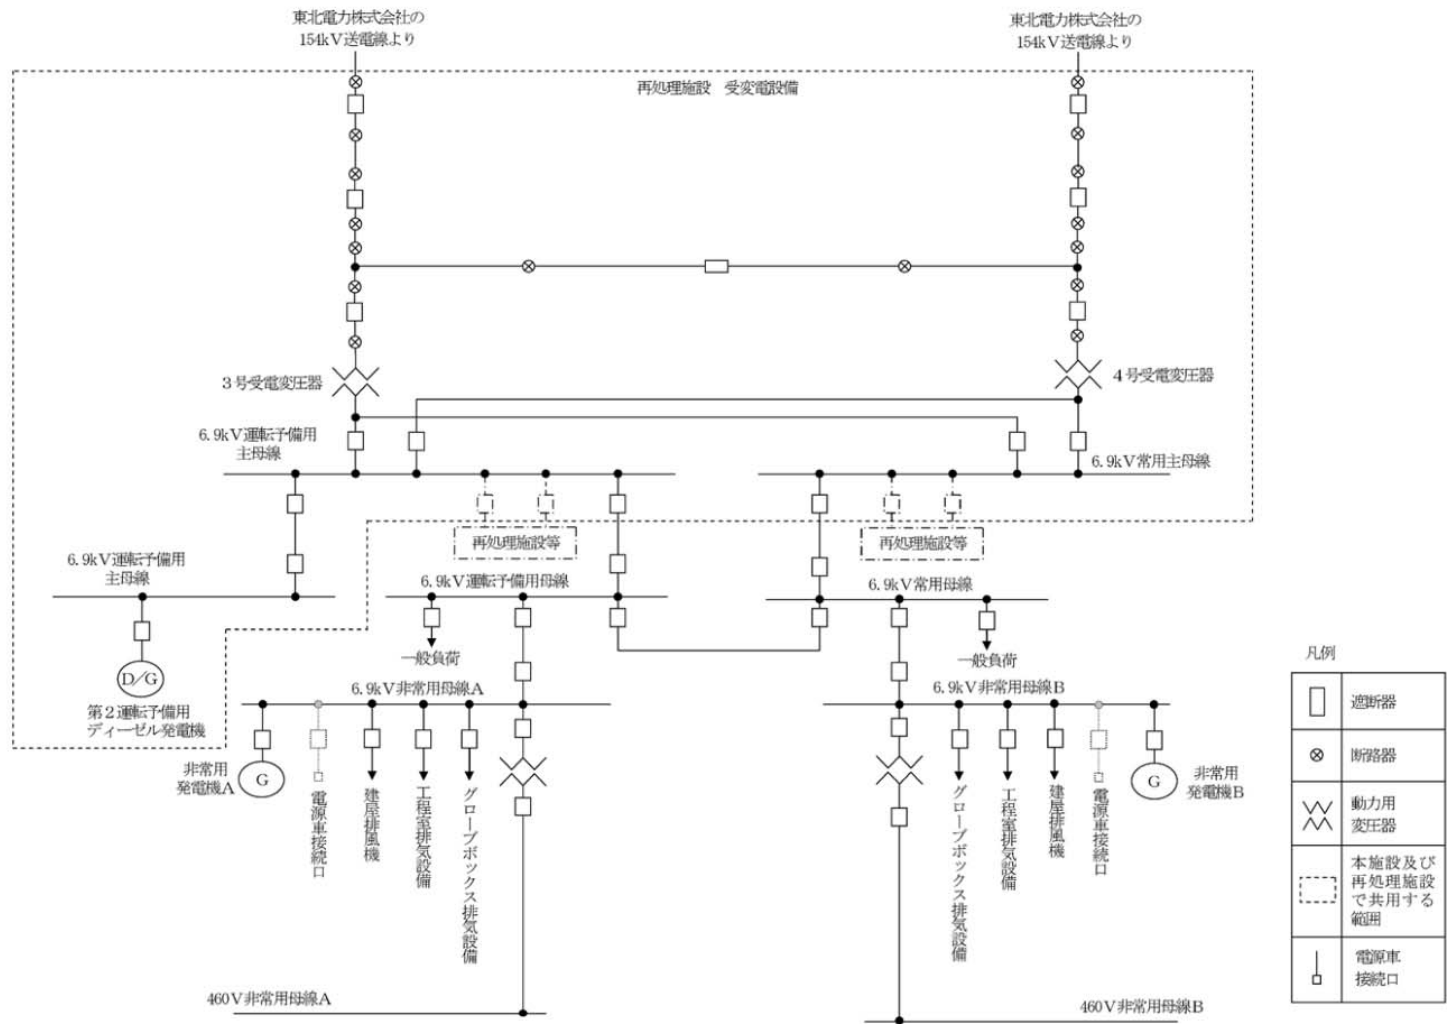 東北電力株式会社の
154kV送電線より
東北電力株式会社の
154kV送電線より
再処理施設　受変電設備
3号受電変圧器
4号受電変圧器
6.9kV運転予備用
主母線
6.9kV常用主母線
再処理施設等
再処理施設等
6.9kV運転予備用
主母線
6.9kV運転予備用母線
6.9kV常用母線
一般負荷
一般負荷
D/G
第2運転予備用
ディーゼル発電機
6.9kV非常用母線A
6.9kV非常用母線B
非常用
発電機A
G
電源車接続口
建屋排風機
工程室排気設備
グローブボックス排気設備
グローブボックス排気設備
工程室排気設備
建屋排風機
電源車接続口
G
非常用
発電機B
460V非常用母線A
460V非常用母線B
凡例
遮断器
断路器
動力用
変圧器
本施設及び
再処理施設
で共用する
範囲
電源車
接続口